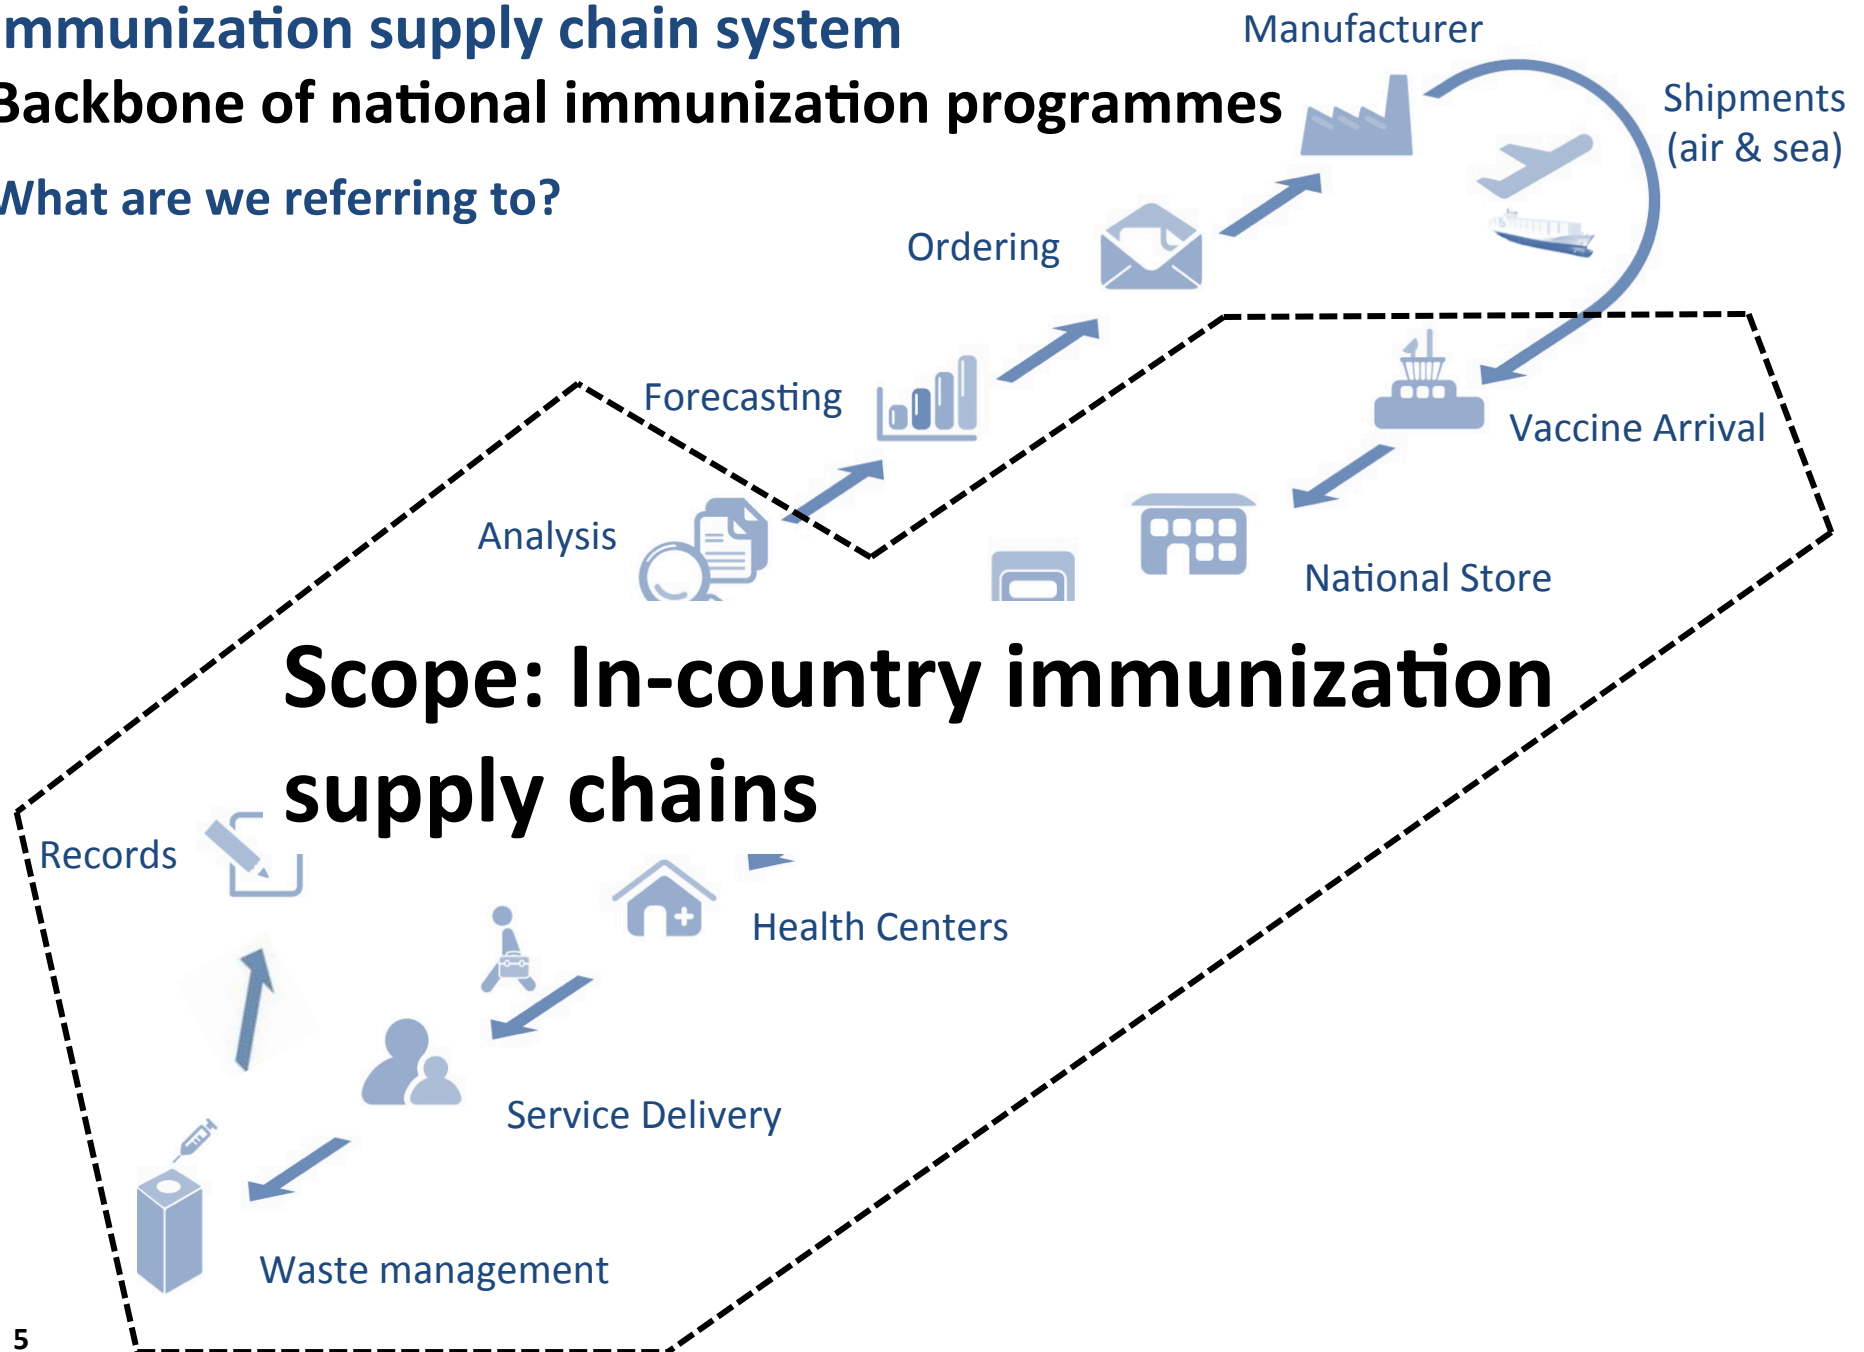 mmunization supply chain system
Backbone of national immunization programmes
What are we referring to?
Manufacturer
Shipments
(air & sea)
Ordering
Forecasting
Vaccine Arrival
Analysis
National Store
Scope: In-country immunization
supply chains
Records
Health Centers
Service Delivery
Waste management
5